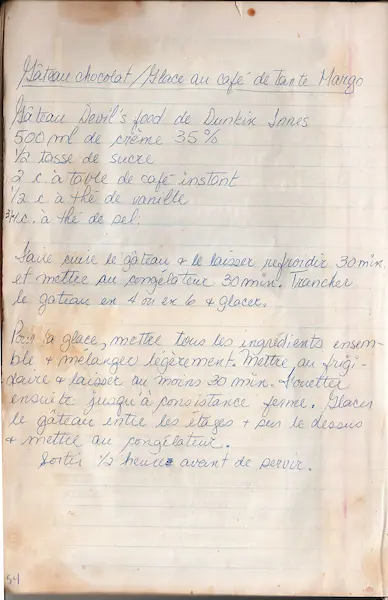 Gâteau chocolat/Glace au café de tante Margo
Gâteau Devil's food de Dunkin Innes
500 ml de crème 35%
1/2 tasse de sucre
2 c. à table de café instant
1/2 c à thé de vanille
3/4 c. à thé de sel.
Faire cuire le gâteau & le laisser refroidir 30 min.
et mettre au congélateur 30 min. Trancher
le gâteau en 4 ou en 6 & glacer.
Pour la glace, mettre tous les ingrédients ensem-
ble & mélanger légèrement. Mettre au frigi-
daire & laisser au moins 30 min. Fouetter
ensuite jusqu'à consistance ferme. Glacer
le gâteau entre les étages & sur le dessus
& mettre au congélateur.
Sortir 1/2 heure avant de servir.
54